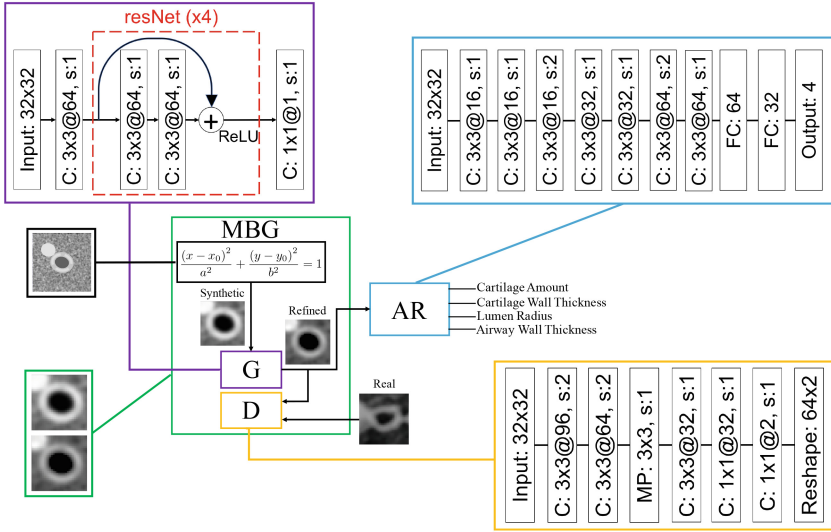 resNet (x4)
Input: 32x32
C: 3x3@64, s:1
C: 3x3@64, s:1
C: 3x3@64, s:1
+
ReLU
C: 1x1@1, s:1
Input: 32x32
C: 3x3@16, s:1
C: 3x3@16, s:1
C: 3x3@16, s:2
C: 3x3@32, s:1
C: 3x3@32, s:1
C: 3x3@64, s:2
C: 3x3@64, s:1
FC: 64
FC: 32
Output: 4
MBG
(x − x₀)²/a² + (y − y₀)²/b² = 1
Synthetic
Refined
G
D
Real
AR
Cartilage Amount
Cartilage Wall Thickness
Lumen Radius
Airway Wall Thickness
Input: 32x32
C: 3x3@96, s:2
C: 3x3@64, s:2
MP: 3x3, s:1
C: 3x3@32, s:1
C: 1x1@32, s:1
C: 1x1@2, s:1
Reshape: 64x2